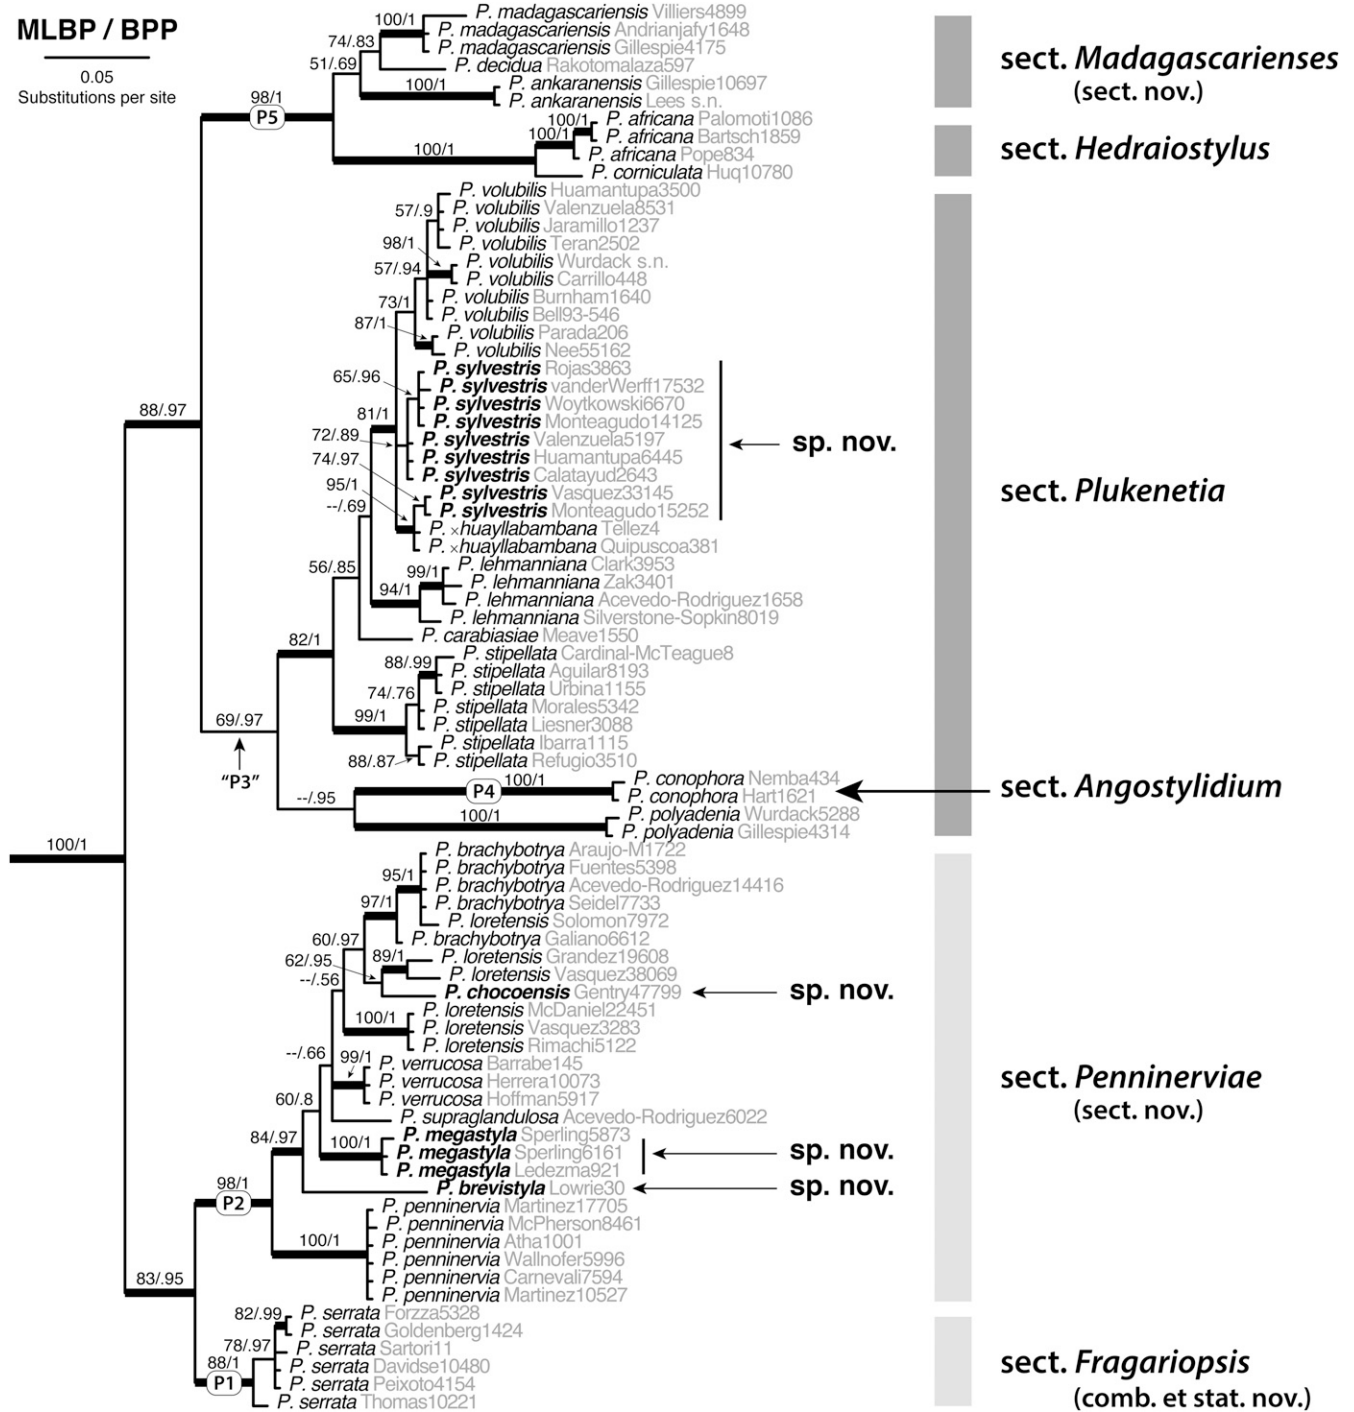 MLBP / BPP
0.05
Substitutions per site
100/1
P. madagascariensis Villiers4899
P. madagascariensis Andrianjafy1648
P. madagascariensis Gillespie4175
74/.83
51/.69
P. decidua Rakotomalaza597
100/1
P. ankaranensis Gillespie10697
P. ankaranensis Lees s.n.
98/1
P5
100/1
P. africana Palomoti1086
100/1
P. africana Bartsch1859
P. africana Pope834
100/1
P. corniculata Huq10780
sect. Madagascarienses
(sect. nov.)
sect. Hedraiostylus
P. volubilis Huamantupa3500
57/.9
P. volubilis Valenzuela8531
P. volubilis Jaramillo1237
P. volubilis Teran2502
98/1
P. volubilis Wurdack s.n.
57/.94
P. volubilis Carrillo448
P. volubilis Burnham1640
73/1
P. volubilis Bell93-546
87/1
P. volubilis Parada206
P. volubilis Nee55162
P. sylvestris Rojas3863
65/.96
P. sylvestris vanderWerff17532
P. sylvestris Woytkowski6670
81/1
P. sylvestris Monteagudo14125
72/.89
P. sylvestris Valenzuela5197
sp. nov.
74/.97
P. sylvestris Huamantupa6445
P. sylvestris Calatayud2643
95/1
P. sylvestris Vasquez33145
--/.69
P. sylvestris Monteagudo15252
P. ×huayllabambana Tellez4
P. ×huayllabambana Quipuscoa381
sect. Plukenetia
88/.97
56/.85
P. lehmanniana Clark3953
99/1
P. lehmanniana Zak3401
94/1
P. lehmanniana Acevedo-Rodriguez1658
P. lehmanniana Silverstone-Sopkin8019
82/1
P. carabiasiae Meave1550
P. stipellata Cardinal-McTeague8
88/.99
P. stipellata Aguilar8193
74/.76
P. stipellata Urbina1155
P. stipellata Morales5342
99/1
P. stipellata Liesner3088
P. stipellata Ibarra1115
88/.87
P. stipellata Refugio3510
69/.97
“P3”
100/1
P4
P. conophora Nemba434
P. conophora Hart1621
sect. Angostylidium
--/.95
100/1
P. polyadenia Wurdack5288
P. polyadenia Gillespie4314
100/1
P. brachybotrya Araujo-M1722
95/1
P. brachybotrya Fuentes5398
P. brachybotrya Acevedo-Rodriguez14416
97/1
P. brachybotrya Seidel7733
P. loretensis Solomon7972
60/.97
P. brachybotrya Galiano6612
62/.95
89/1
P. loretensis Grandez19608
--/.56
P. loretensis Vasquez38069
P. chocoensis Gentry47799
sp. nov.
100/1
P. loretensis McDaniel22451
P. loretensis Vasquez3283
P. loretensis Rimachi5122
--/.66
99/1
P. verrucosa Barrabe145
P. verrucosa Herrera10073
P. verrucosa Hoffman5917
sect. Penninerviae
(sect. nov.)
60/.8
P. supraglandulosa Acevedo-Rodriguez6022
84/.97
P. megastyla Sperling5873
100/1
P. megastyla Sperling6161
sp. nov.
P. megastyla Ledezma921
P. brevistyla Lowrie30
sp. nov.
98/1
P2
P. penninervia Martinez17705
P. penninervia McPherson8461
100/1
P. penninervia Atha1001
P. penninervia Wallnofer5996
P. penninervia Carnevali7594
P. penninervia Martinez10527
83/.95
82/.99
P. serrata Forzza5328
P. serrata Goldenberg1424
78/.97
P. serrata Sartori11
88/1
P1
P. serrata Davidse10480
P. serrata Peixoto4154
P. serrata Thomas10221
sect. Fragariopsis
(comb. et stat. nov.)